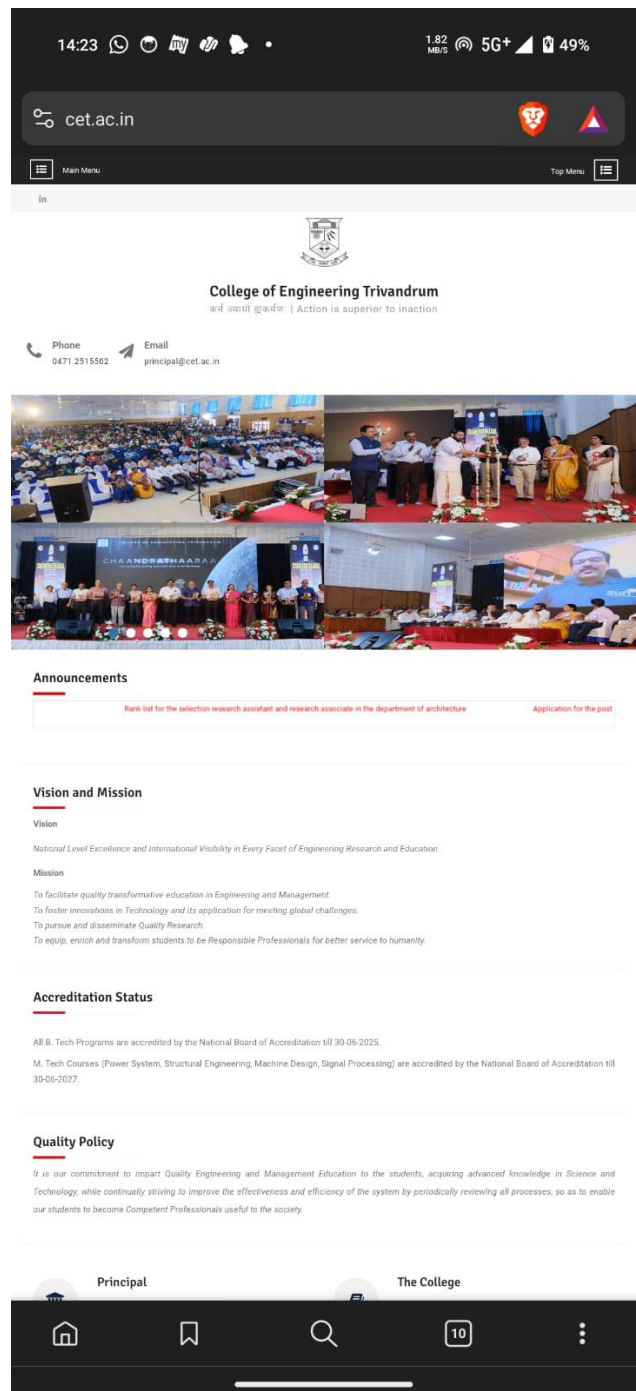 14:23
1.82
MB/S
5G+
49%
cet.ac.in
Main Menu
Top Menu
in
College of Engineering Trivandrum
कर्म ज्यायो ह्यकर्मण: | Action is superior to inaction
Phone
0471 2515502
Email
principal@cet.ac.in
CHAANDRATHAARAA
Announcements
Rank list for the selection research assistant and research associate in the department of architecture
Application for the post
Vision and Mission
Vision
National Level Excellence and International Visibility in Every Facet of Engineering Research and Education.
Mission
To facilitate quality transformative education in Engineering and Management.
To foster innovations in Technology and its application for meeting global challenges.
To pursue and disseminate Quality Research.
To equip, enrich and transform students to be Responsible Professionals for better service to humanity.
Accreditation Status
All B. Tech Programs are accredited by the National Board of Accreditation till 30-06-2025.
M. Tech Courses (Power System, Structural Engineering, Machine Design, Signal Processing) are accredited by the National Board of Accreditation till
30-06-2027.
Quality Policy
It is our commitment to impart Quality Engineering and Management Education to the students, acquiring advanced knowledge in Science and
Technology, while continually striving to improve the effectiveness and efficiency of the system by periodically reviewing all processes, so as to enable
our students to become Competent Professionals useful to the society.
Principal
The College
10